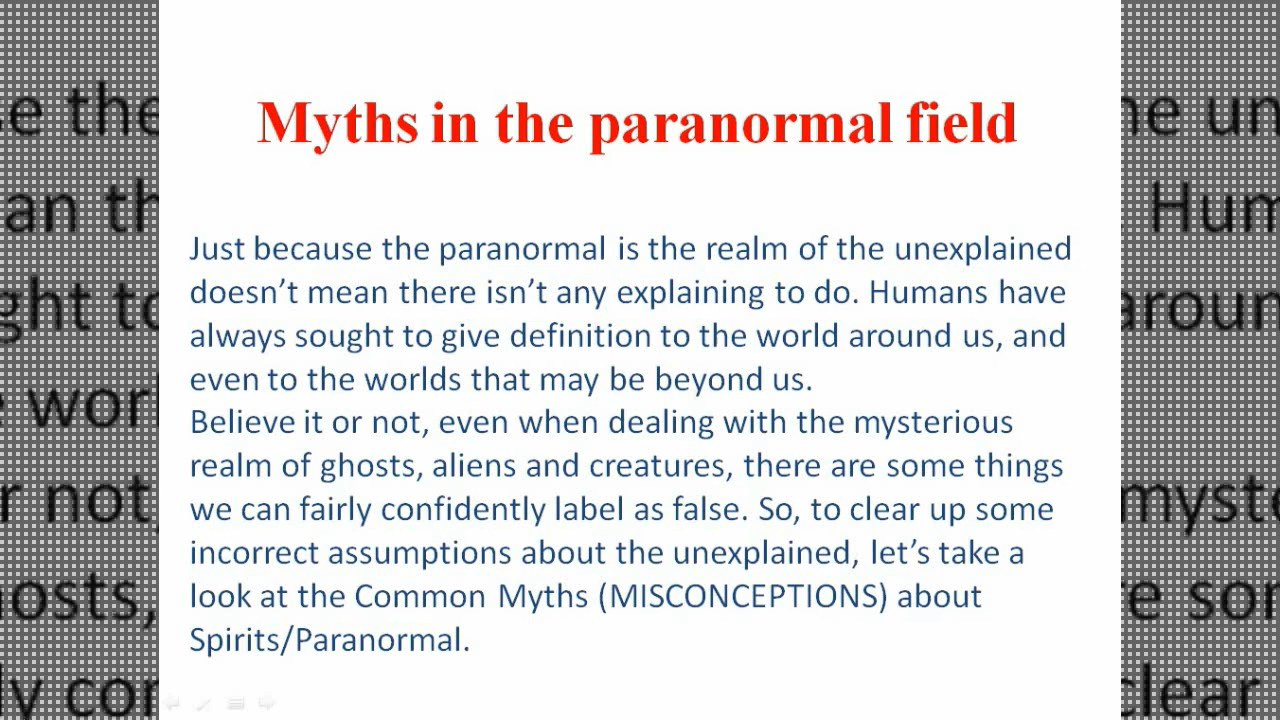 Myths in the paranormal field
Just because the paranormal is the realm of the unexplained
doesn’t mean there isn’t any explaining to do. Humans have
always sought to give definition to the world around us, and
even to the worlds that may be beyond us.
Believe it or not, even when dealing with the mysterious
realm of ghosts, aliens and creatures, there are some things
we can fairly confidently label as false. So, to clear up some
incorrect assumptions about the unexplained, let’s take a
look at the Common Myths (MISCONCEPTIONS) about
Spirits/Paranormal.